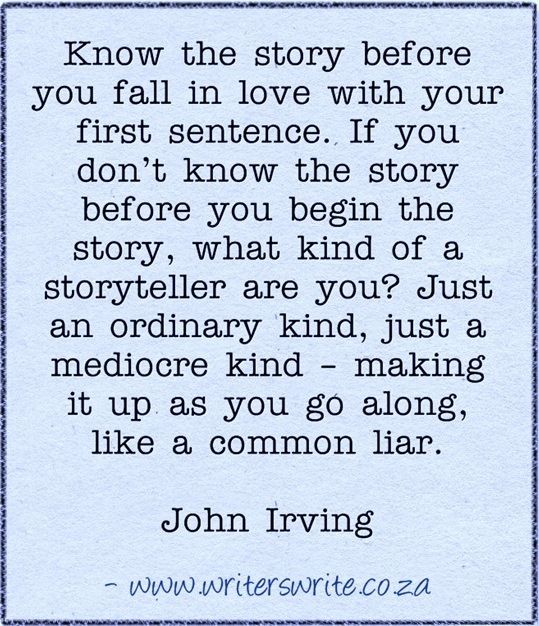 Know the story before
you fall in love with your
first sentence. If you
don't know the story
before you begin the
story, what kind of a
storyteller are you? Just
an ordinary kind, just a
mediocre kind – making
it up as you go along,
like a common liar.
John Irving
- www.writerswrite.co.za